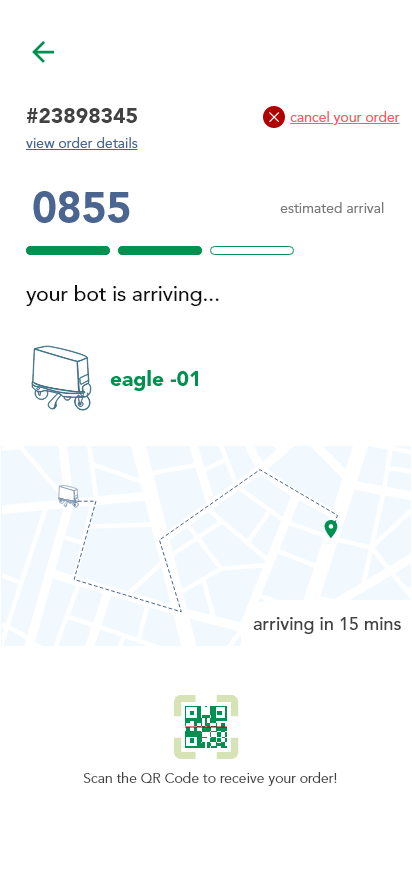 #23898345
cancel your order
view order details
0855
estimated arrival
your bot is arriving...
eagle -01
arriving in 15 mins
Scan the QR Code to receive your order!